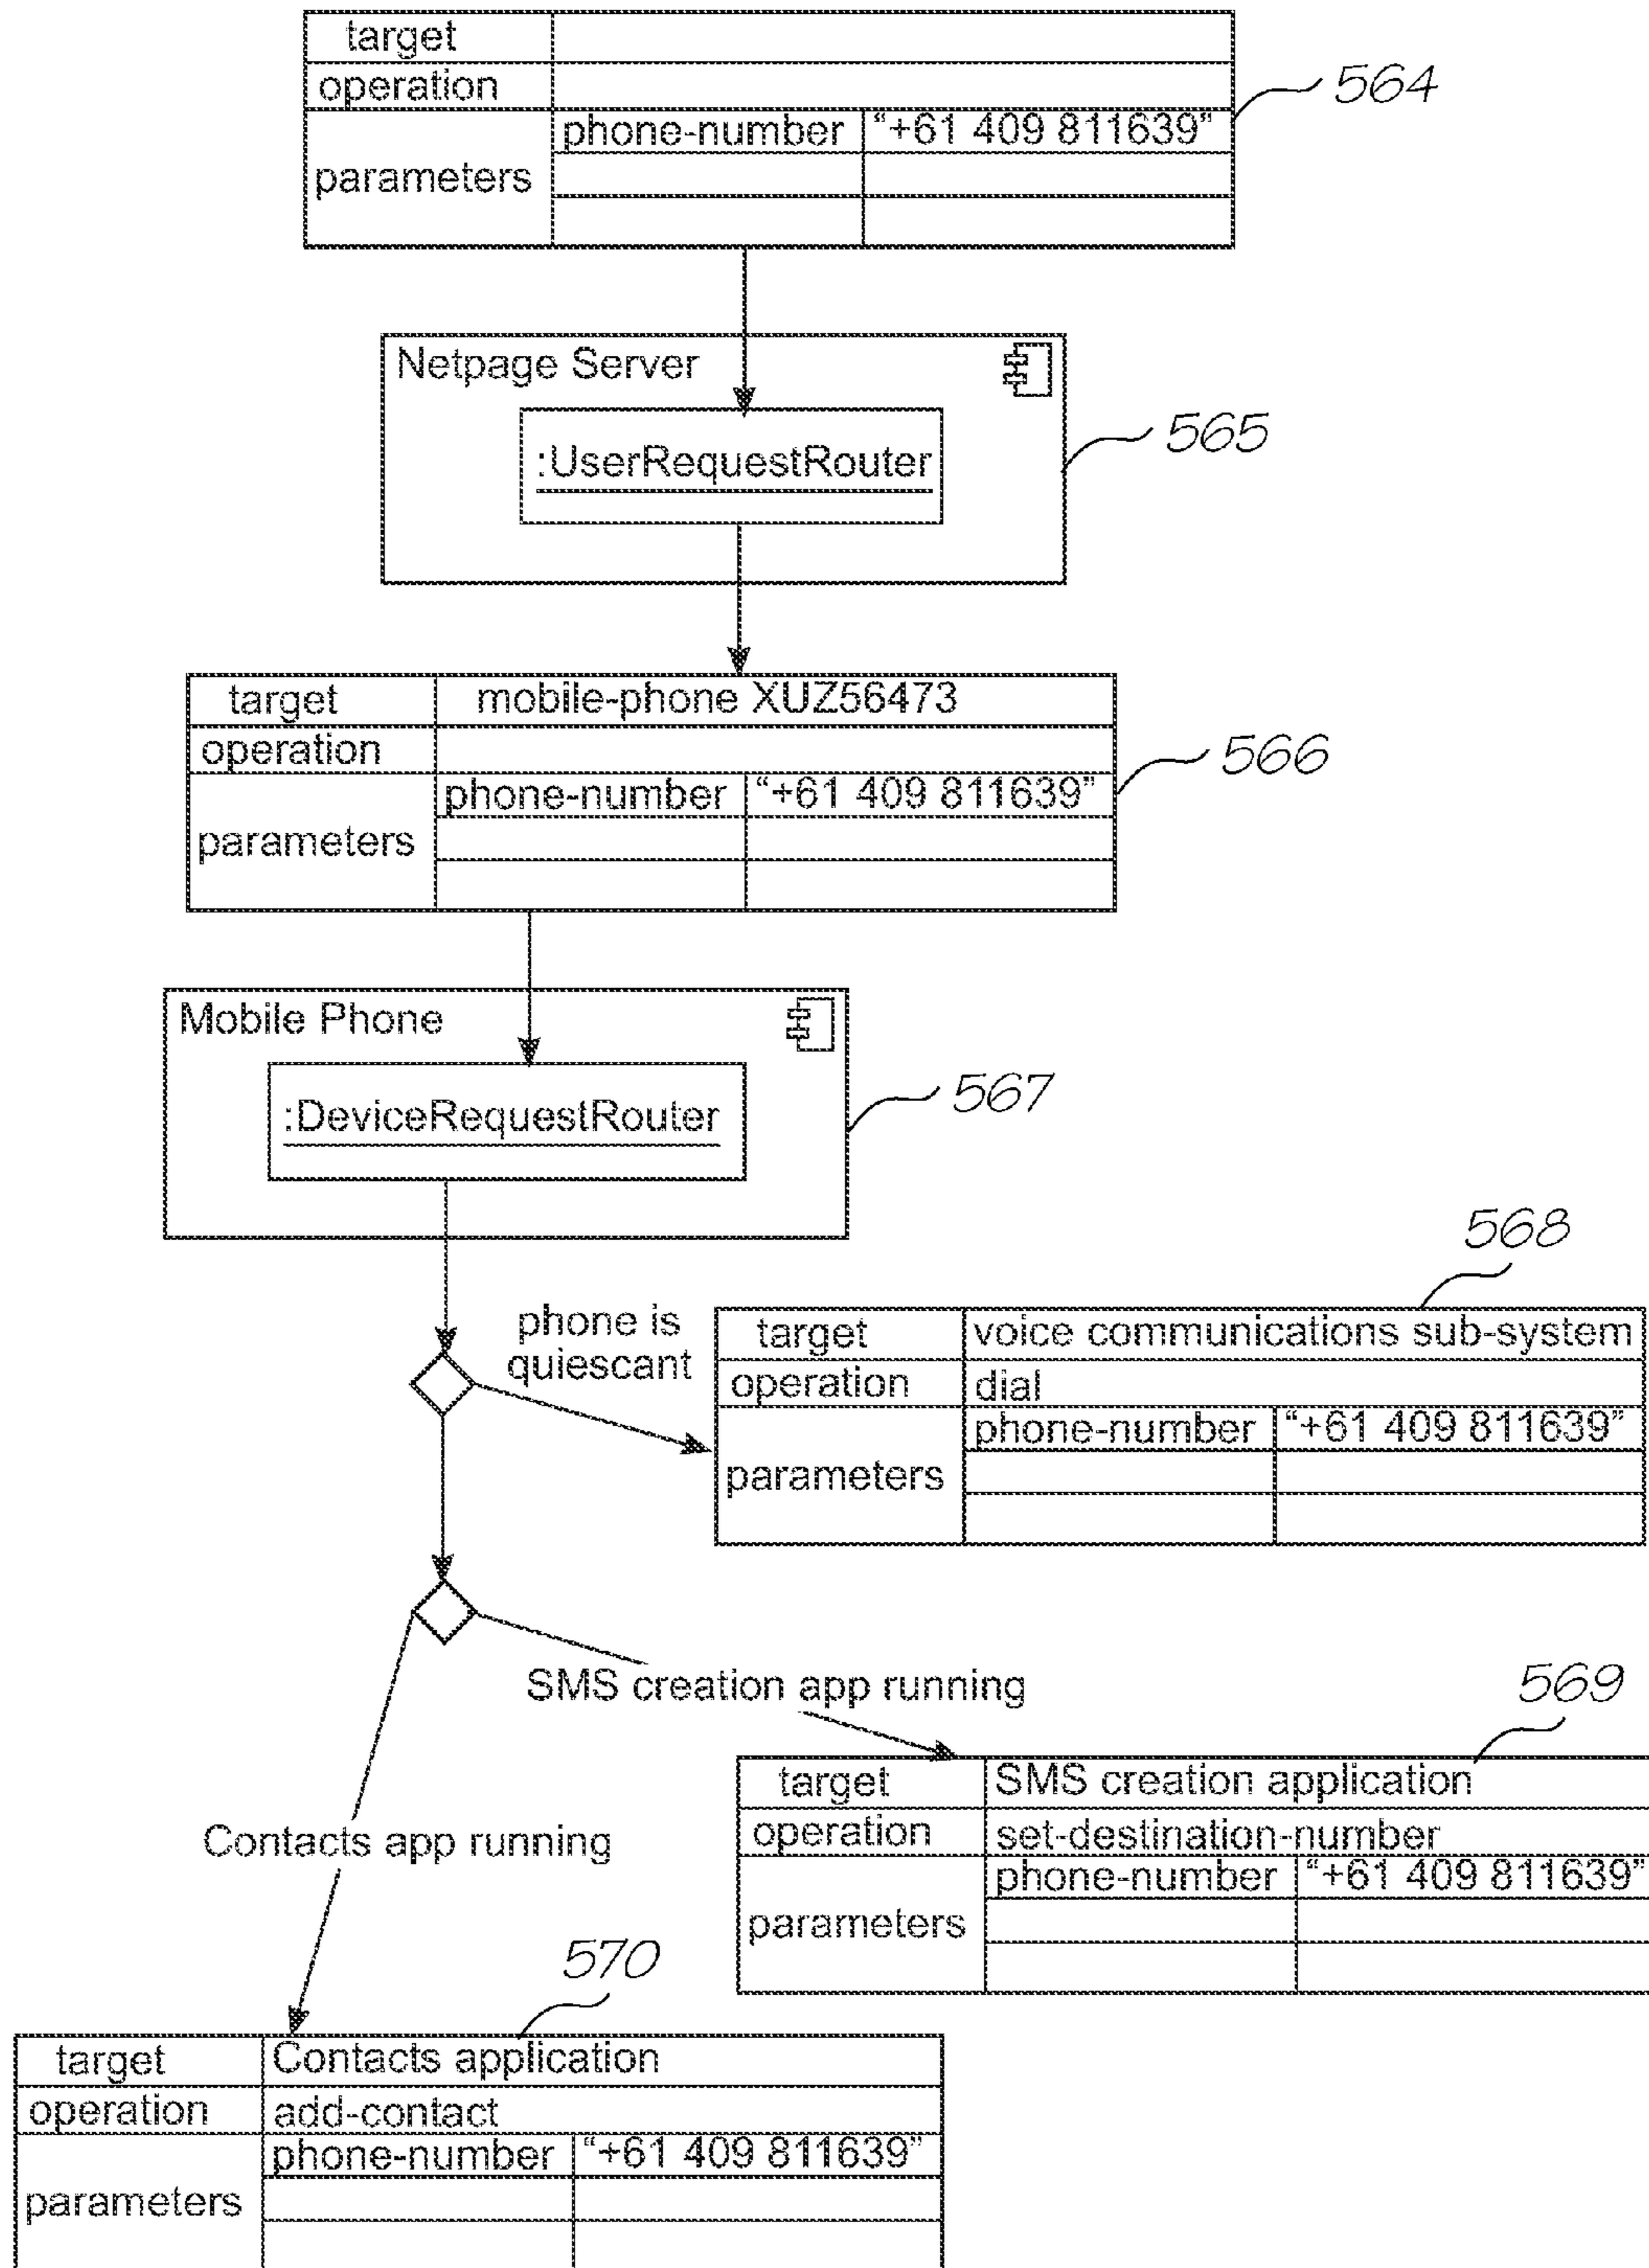 target
operation
parameters
phone-number "+61 409 811639"
564
Netpage Server
:UserRequestRouter
565
target mobile-phone XUZ56473
operation
parameters
phone-number "+61 409 811639"
566
Mobile Phone
:DeviceRequestRouter
567
phone is
quiescant
568
target voice communications sub-system
operation dial
parameters
phone-number "+61 409 811639"
SMS creation app running
569
target SMS creation application
operation set-destination-number
parameters
phone-number "+61 409 811639"
Contacts app running
570
target Contacts application
operation add-contact
parameters
phone-number "+61 409 811639"